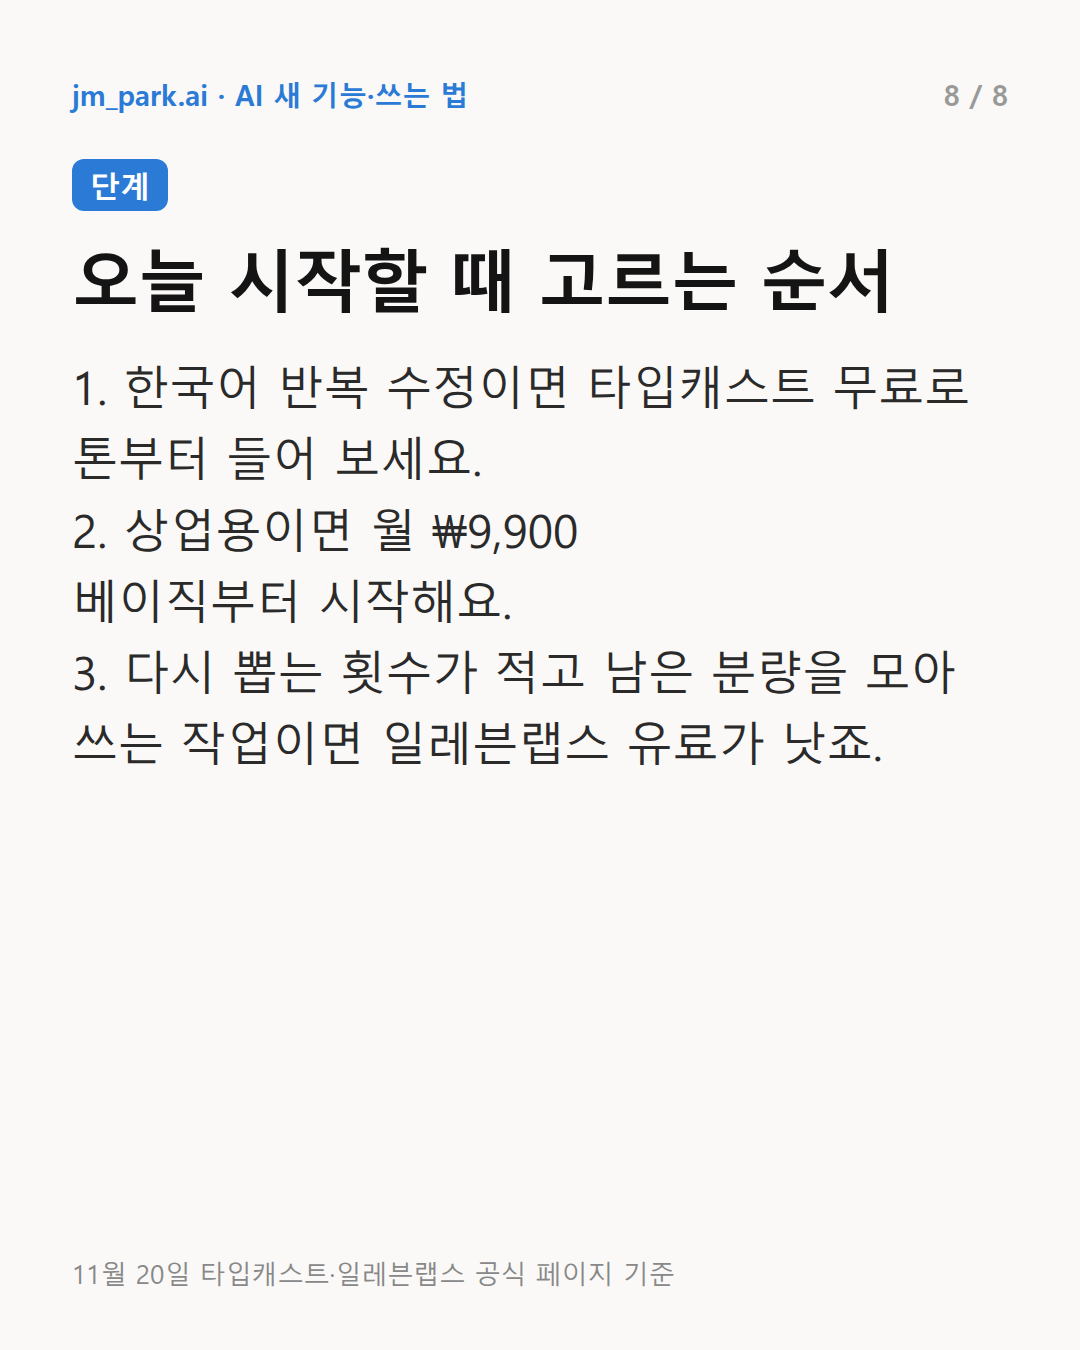 jm_park.ai · AI 새 기능·쓰는 법
8 / 8
단계
오늘 시작할 때 고르는 순서
1. 한국어 반복 수정이면 타입캐스트 무료로
톤부터 들어 보세요.
2. 상업용이면 월 ₩9,900
베이직부터 시작해요.
3. 다시 뽑는 횟수가 적고 남은 분량을 모아
쓰는 작업이면 일레븐랩스 유료가 낫죠.
11월 20일 타입캐스트·일레븐랩스 공식 페이지 기준